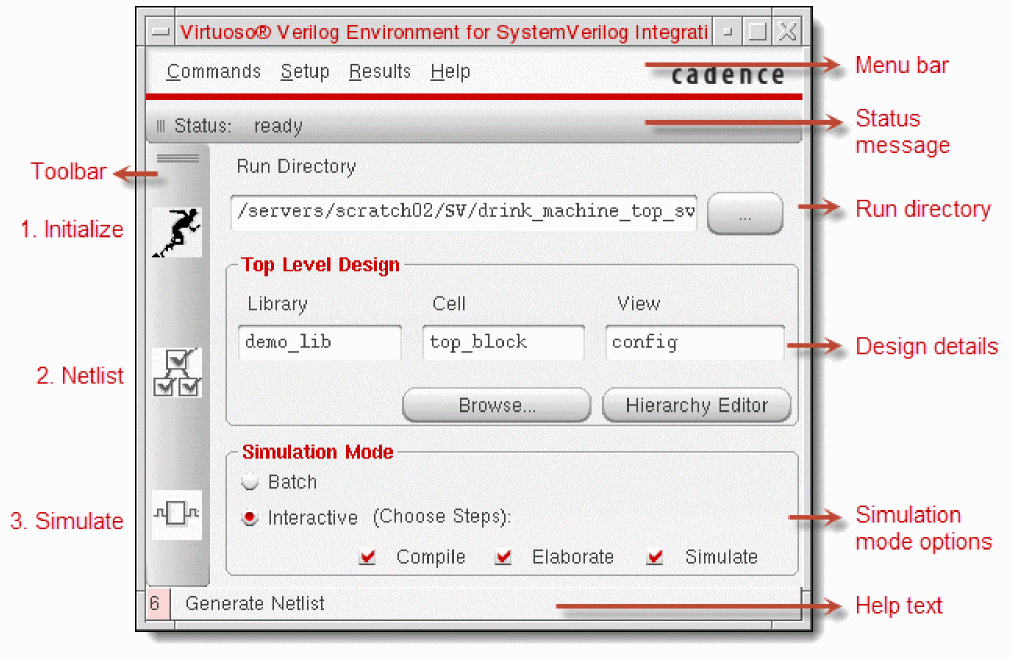 Virtuoso® Verilog Environment for SystemVerilog Integrati
Commands Setup Results Help
cadence
Menu bar
Status: ready
Status
message
Toolbar
Run Directory
/servers/scratch02/SV/drink_machine_top_sv
...
Run directory
1. Initialize
Top Level Design
Library Cell View
demo_lib top_block config
Design details
2. Netlist
Browse... Hierarchy Editor
Simulation Mode
Batch
3. Simulate
Interactive (Choose Steps):
Simulation
mode options
Compile Elaborate Simulate
6 Generate Netlist
Help text